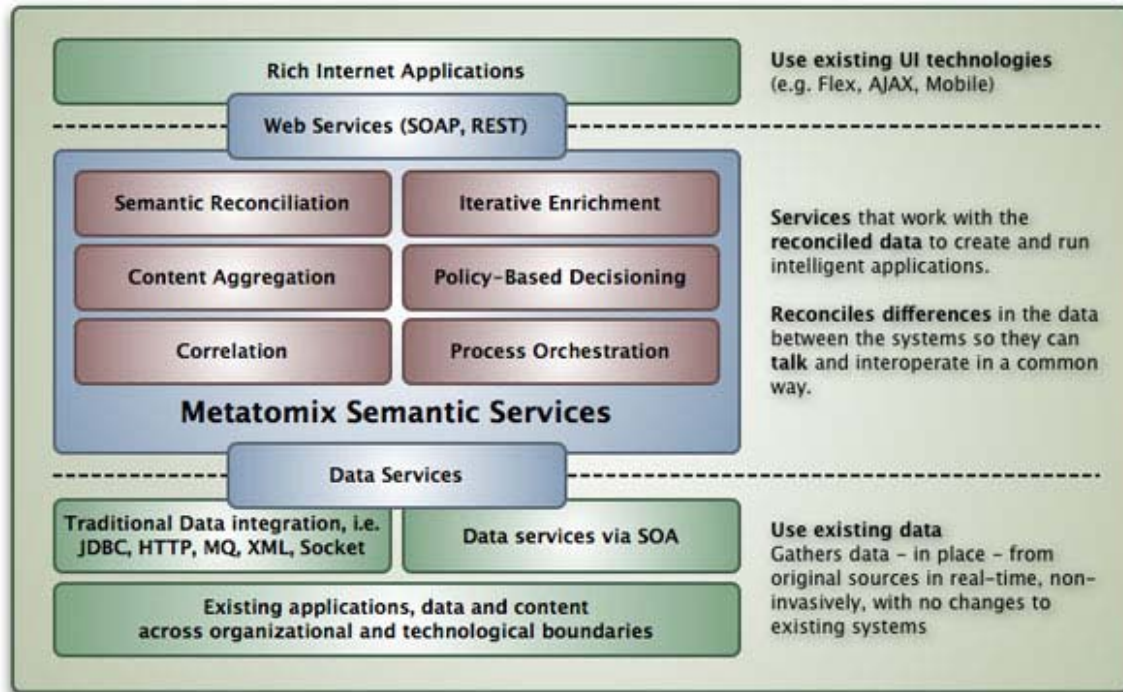 Rich Internet Applications
Use existing UI technologies
(e.g. Flex, AJAX, Mobile)
Web Services (SOAP, REST)
Semantic Reconciliation
Iterative Enrichment
Content Aggregation
Policy-Based Decisioning
Correlation
Process Orchestration
Metatomix Semantic Services
Services that work with the
reconciled data to create and run
intelligent applications.
Reconciles differences in the data
between the systems so they can
talk and interoperate in a common
way.
Data Services
Traditional Data integration, i.e.
JDBC, HTTP, MQ, XML, Socket
Data services via SOA
Existing applications, data and content
across organizational and technological boundaries
Use existing data
Gathers data - in place - from
original sources in real-time, non-
invasively, with no changes to
existing systems